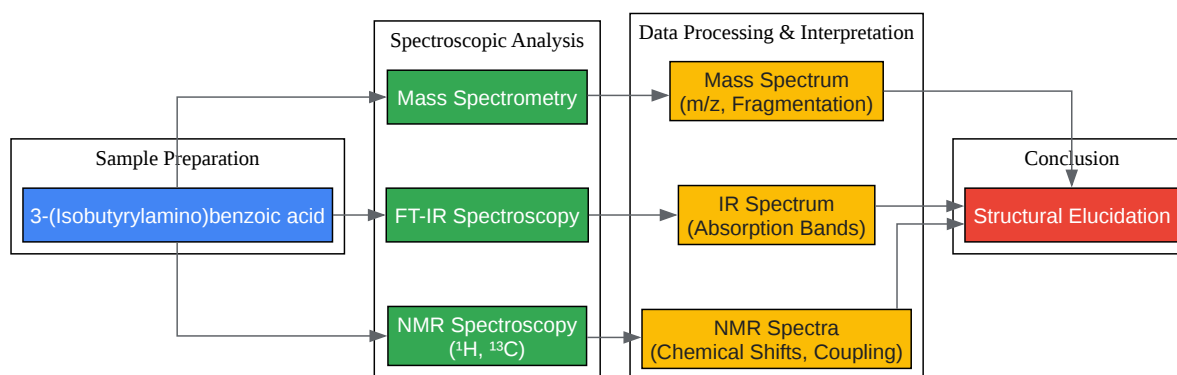 Spectroscopic Analysis
Data Processing & Interpretation
Mass Spectrometry
Mass Spectrum
(m/z, Fragmentation)
Sample Preparation
Conclusion
3-(Isobutyrylamino)benzoic acid
FT-IR Spectroscopy
IR Spectrum
(Absorption Bands)
Structural Elucidation
NMR Spectroscopy
(¹H, ¹³C)
NMR Spectra
(Chemical Shifts, Coupling)